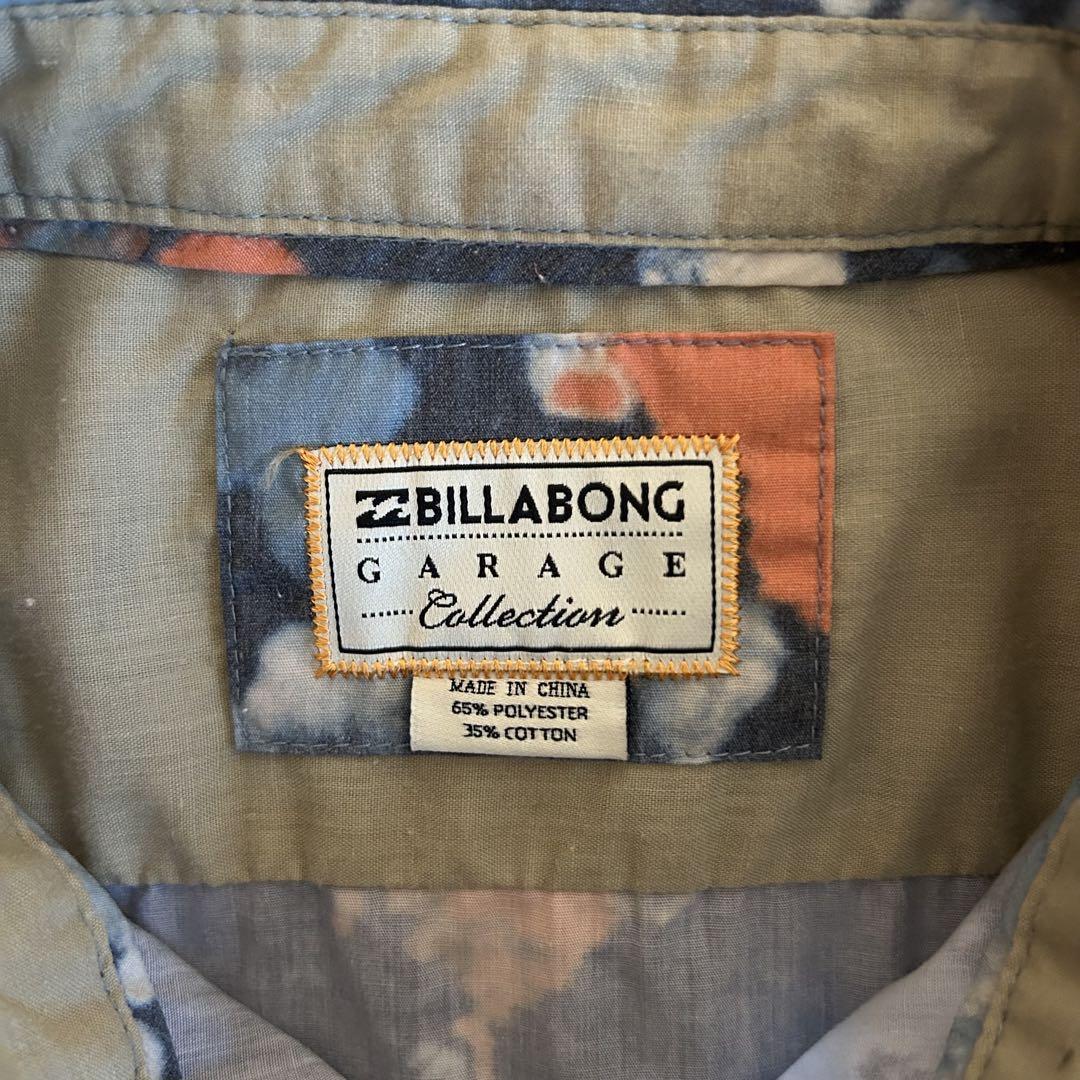 BILLABONG
GARAGE
Collection
MADE IN CHINA
65% POLYESTER
35% COTTON